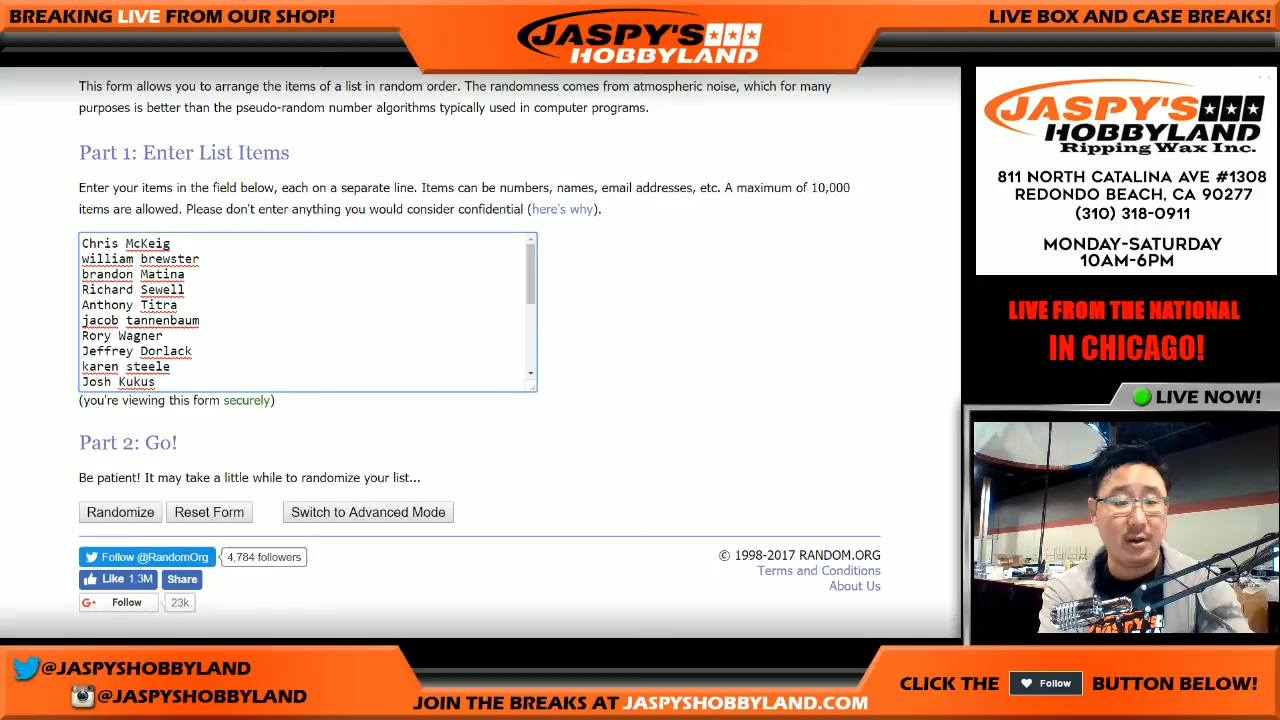 BREAKING LIVE FROM OUR SHOP!
JASPY'S
HOBBYLAND
LIVE BOX AND CASE BREAKS!
This form allows you to arrange the items of a list in random order. The randomness comes from atmospheric noise, which for many
purposes is better than the pseudo-random number algorithms typically used in computer programs.
Part 1: Enter List Items
Enter your items in the field below, each on a separate line. Items can be numbers, names, email addresses, etc. A maximum of 10,000
items are allowed. Please don't enter anything you would consider confidential (here's why).
Chris McKeig
william brewster
brandon Matina
Richard Sewell
Anthony Titra
jacob tannenbaum
Rory Wagner
Jeffrey Dorlack
karen steele
Josh Kukus
(you're viewing this form securely)
Part 2: Go!
Be patient! It may take a little while to randomize your list...
Randomize
Reset Form
Switch to Advanced Mode
Follow @RandomOrg
4,784 followers
Like 1.3M
Share
G+ Follow
23k
© 1998-2017 RANDOM.ORG
Terms and Conditions
About Us
JASPY'S
HOBBYLAND
Ripping Wax Inc.
811 NORTH CATALINA AVE #1308
REDONDO BEACH, CA 90277
(310) 318-0911
MONDAY-SATURDAY
10AM-6PM
LIVE FROM THE NATIONAL
IN CHICAGO!
LIVE NOW!
@JASPYSHOBBYLAND
@JASPYSHOBBYLAND
JOIN THE BREAKS AT JASPYSHOBBYLAND.COM
CLICK THE Follow BUTTON BELOW!